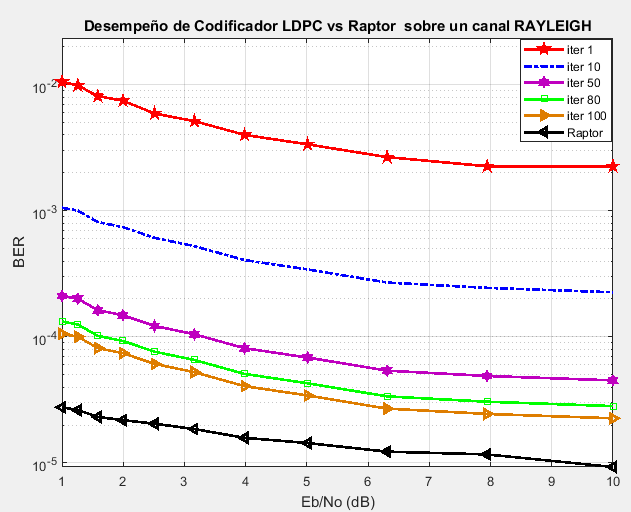 Desempeño de Codificador LDPC vs Raptor  sobre un canal RAYLEIGH
iter 1
iter 10
iter 50
iter 80
iter 100
Raptor
10⁻²
10⁻³
10⁻⁴
10⁻⁵
BER
1 2 3 4 5 6 7 8 9 10
Eb/No (dB)